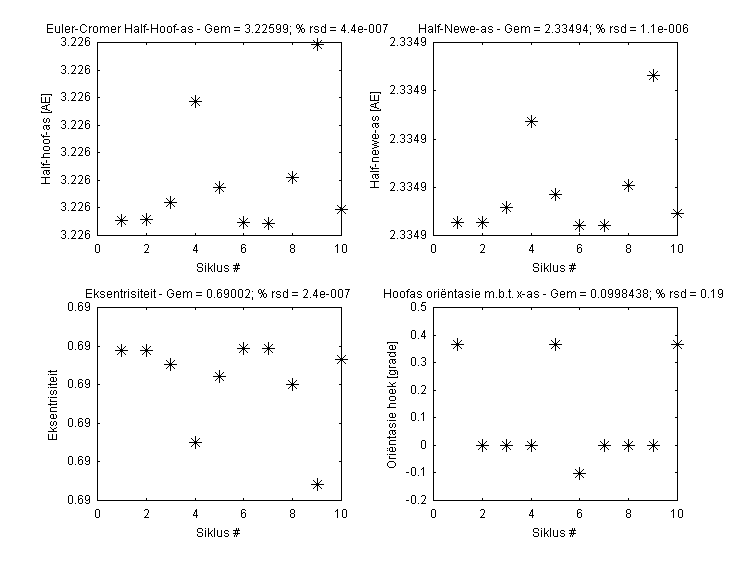 Euler-Cromer Half-Hoof-as - Gem = 3.22599; % rsd = 4.4e-007
3.226
3.226
3.226
3.226
3.226
3.226
3.226
3.226
Half-hoof-as [AE]
0 2 4 6 8 10
Siklus #
Half-Newe-as - Gem = 2.33494; % rsd = 1.1e-006
2.3349
2.3349
2.3349
2.3349
2.3349
Half-newe-as [AE]
0 2 4 6 8 10
Siklus #
Eksentrisiteit - Gem = 0.69002; % rsd = 2.4e-007
0.69
0.69
0.69
0.69
0.69
0.69
Eksentrisiteit
0 2 4 6 8 10
Siklus #
Hoofas oriëntasie m.b.t. x-as - Gem = 0.0998438; % rsd = 0.19
0.5
0.4
0.3
0.2
0.1
0
-0.1
-0.2
Oriëntasie hoek [grade]
0 2 4 6 8 10
Siklus #